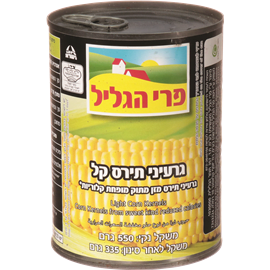 פרי הגליל
גרעיני תירס קל
גרעיני תירס מזן מתוק מופחת קלוריות*
Light Corn Kernels
Corn Kernels from sweet kind reduced calories
משקל נקי: 550 גרם
משקל לאחר סינון 335 גרם